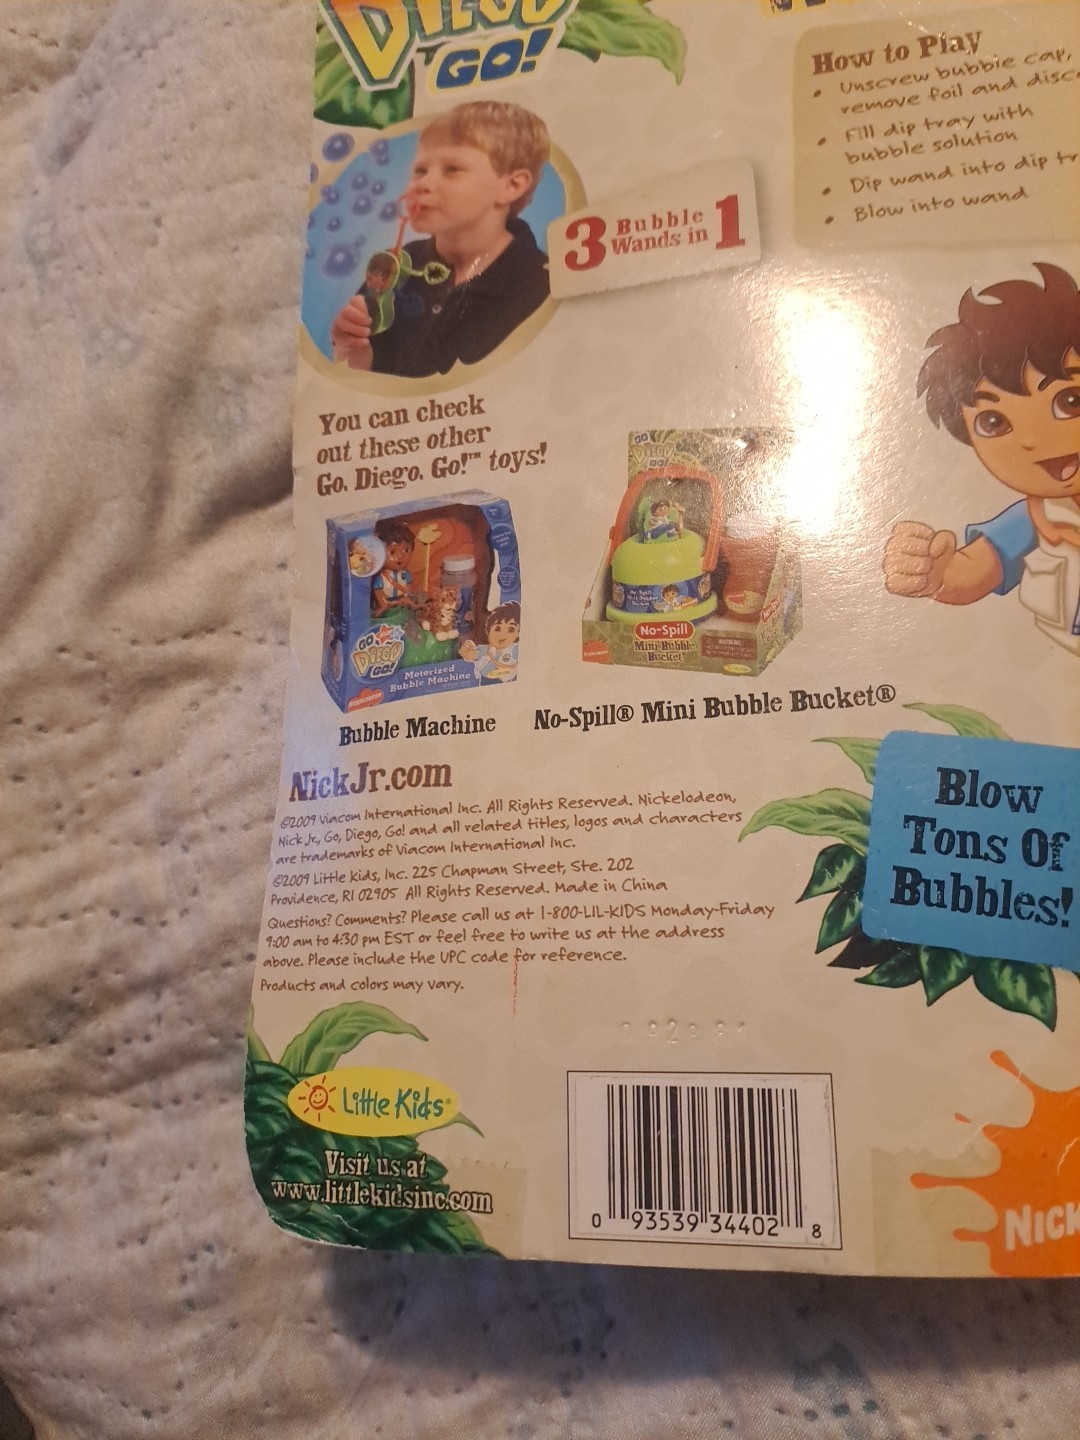 DIEGO
GO!
How to Play
• Unscrew bubble cap,
remove foil and
• Fill dip tray with
bubble solution
• Dip wand into dip
• Blow into wand
3 Bubble
Wands in 1
You can check
out these other
Go, Diego, Go!™ toys!
GO
DIEGO
GO!
Motorized
Bubble Machine
GO
DIEGO
GO!
No-Spill
Mini Bubble
Bucket
Bubble Machine
No-Spill® Mini Bubble Bucket®
NickJr.com
©2009 Viacom International Inc. All Rights Reserved. Nickelodeon,
Nick Jr., Go, Diego, Go! and all related titles, logos and characters
are trademarks of Viacom International Inc.
©2009 Little Kids, Inc. 225 Chapman Street, Ste. 202
Providence, RI 02905 All Rights Reserved. Made in China
Questions? Comments? Please call us at 1-800-LIL-KIDS Monday-Friday
9:00 am to 4:30 pm EST or feel free to write us at the address
above. Please include the UPC code for reference.
Products and colors may vary.
Blow
Tons Of
Bubbles!
Little Kids®
Visit us at
www.littlekidsinc.com
0 93539 34402 8
NICK